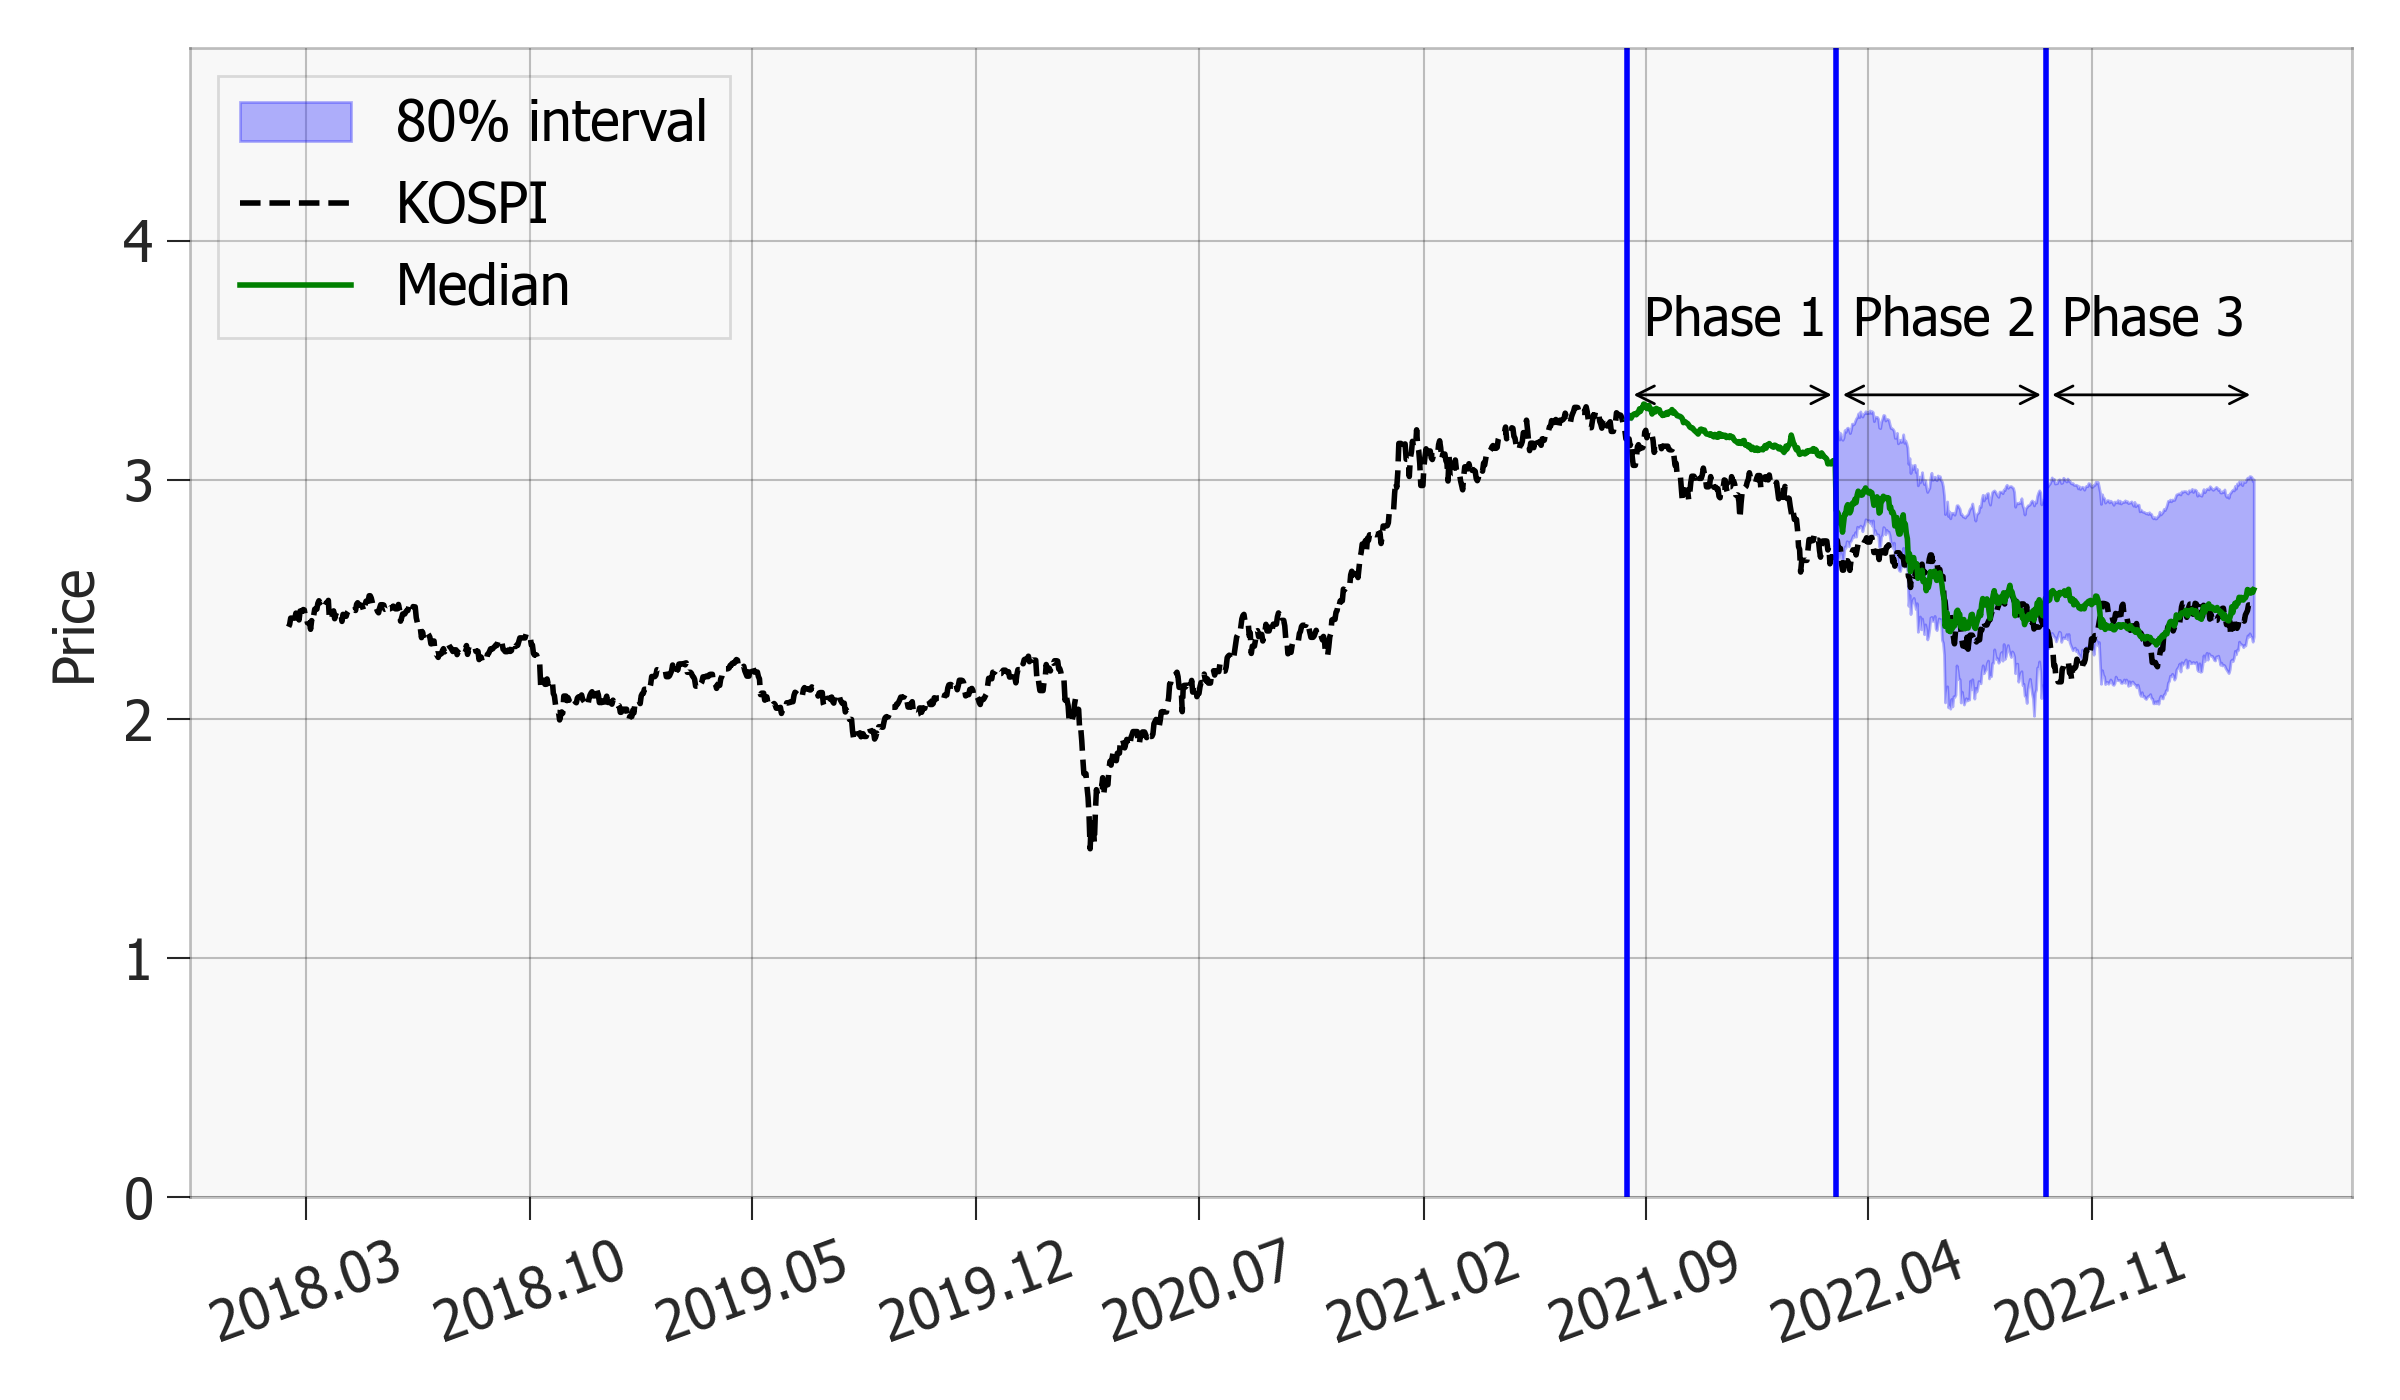 80% interval
KOSPI
Median
Phase 1
Phase 2
Phase 3
Price
4
3
2
1
0
2018.03
2018.10
2019.05
2019.12
2020.07
2021.02
2021.09
2022.04
2022.11